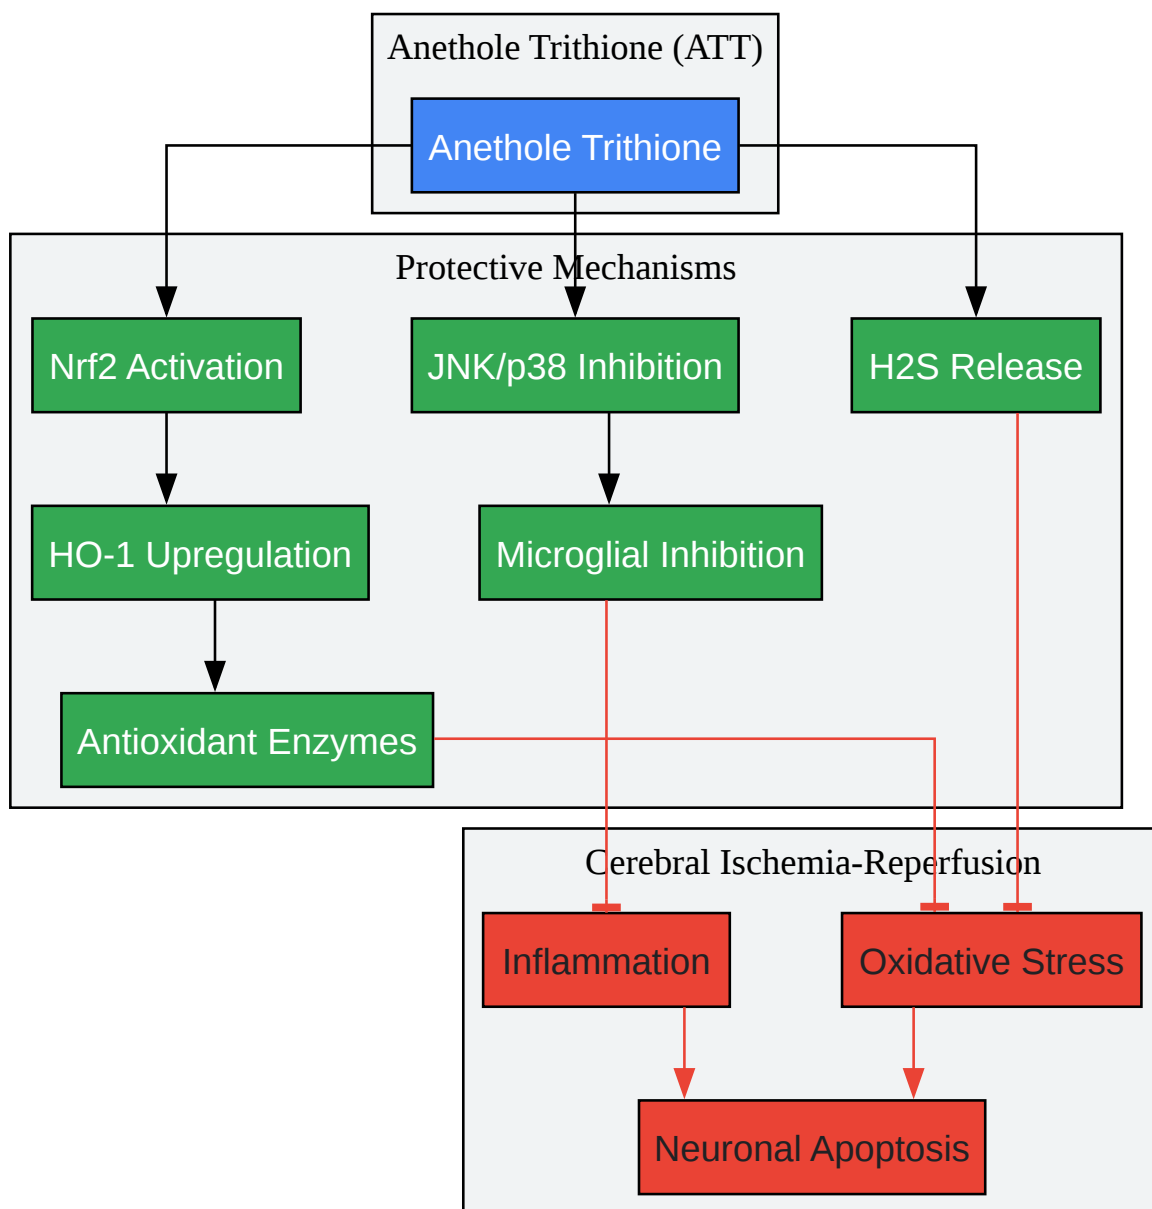 Anethole Trithione (ATT)
Anethole Trithione
Protective Mechanisms
Nrf2 Activation
JNK/p38 Inhibition
H2S Release
HO-1 Upregulation
Microglial Inhibition
Antioxidant Enzymes
Cerebral Ischemia-Reperfusion
Inflammation
Oxidative Stress
Neuronal Apoptosis